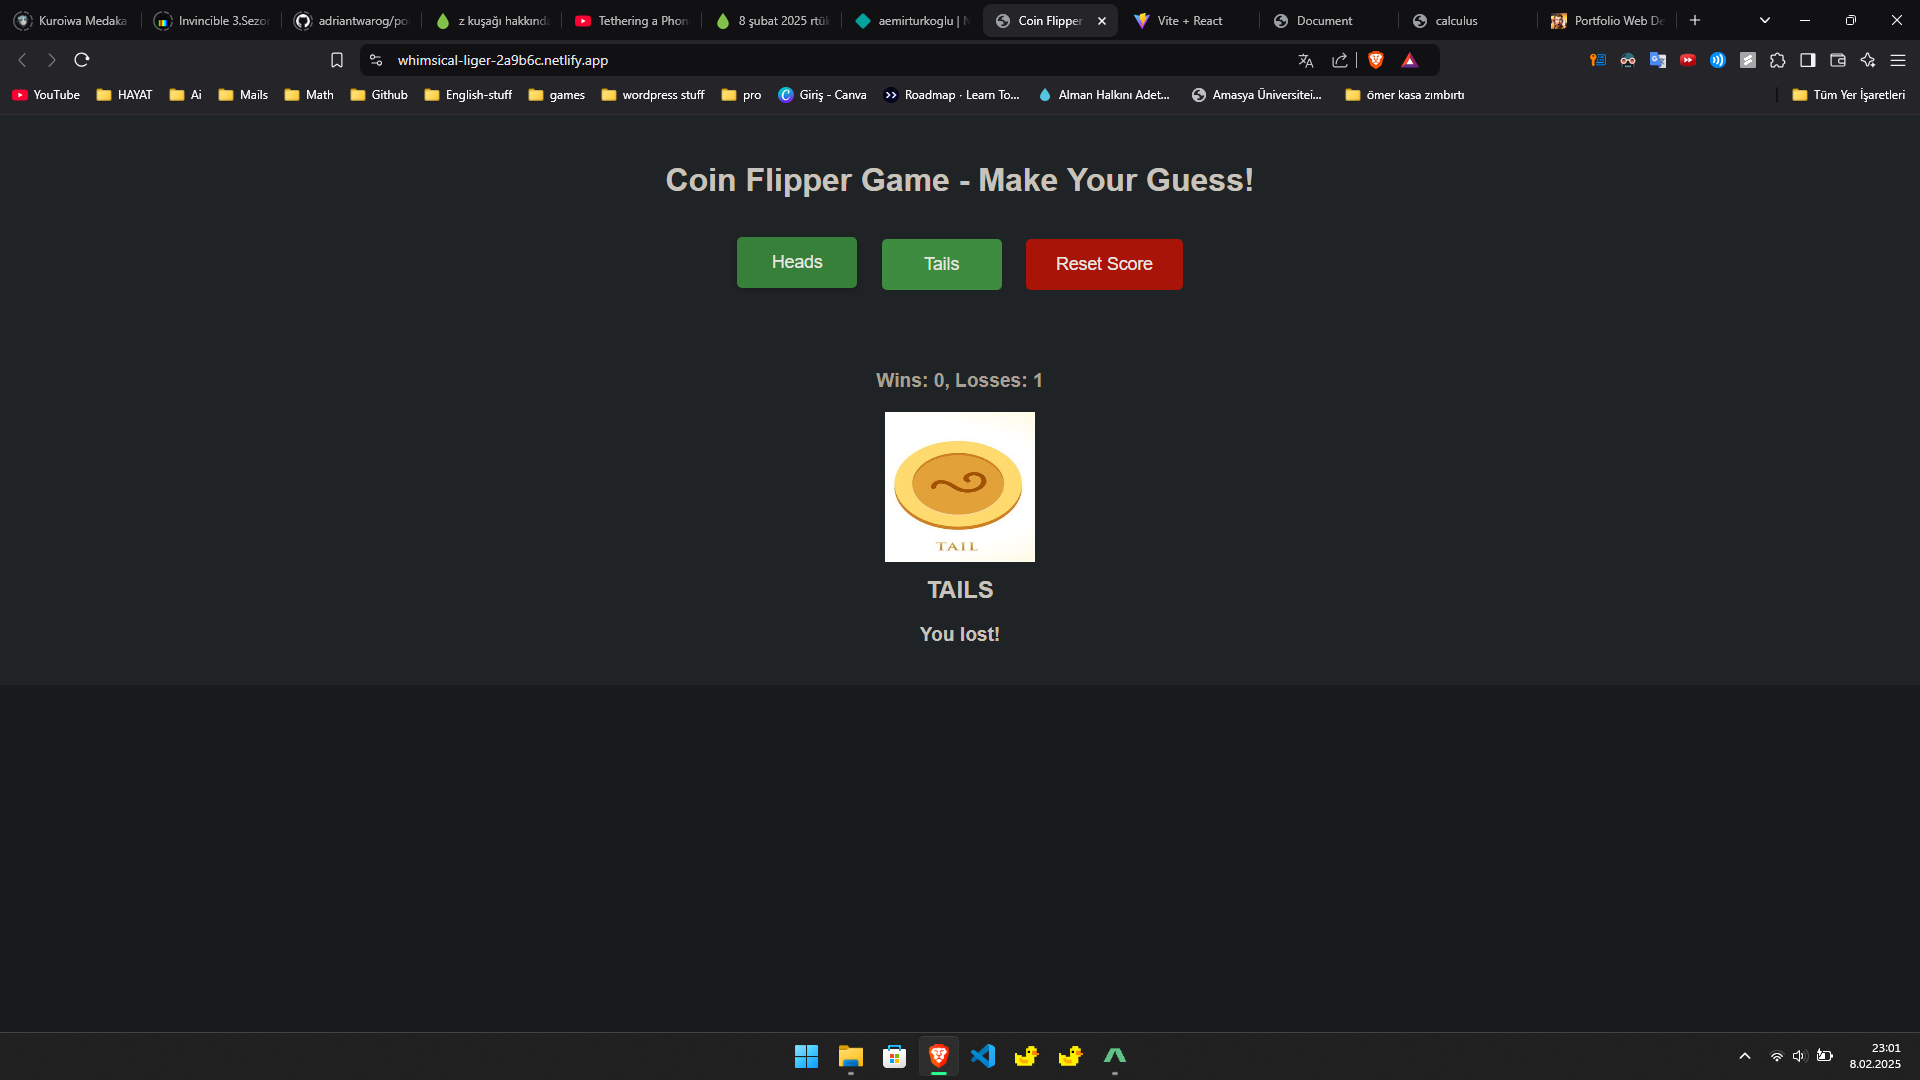 Kuroiwa Medaka
Invincible 3.Sezo
adriantwarog/po
z kuşağı hakkında
Tethering a Phon
8 şubat 2025 rtük
aemirturkoglu | N
Coin Flipper
Vite + React
Document
calculus
Portfolio Web De
whimsical-liger-2a9b6c.netlify.app
YouTube
HAYAT
Ai
Mails
Math
Github
English-stuff
games
wordpress stuff
pro
Giriş - Canva
Roadmap · Learn To...
Alman Halkını Adet...
Amasya Üniversitei...
ömer kasa zımbırtı
Tüm Yer İşaretleri
Coin Flipper Game - Make Your Guess!
Heads
Tails
Reset Score
Wins: 0, Losses: 1
TAIL
TAILS
You lost!
23:01
8.02.2025